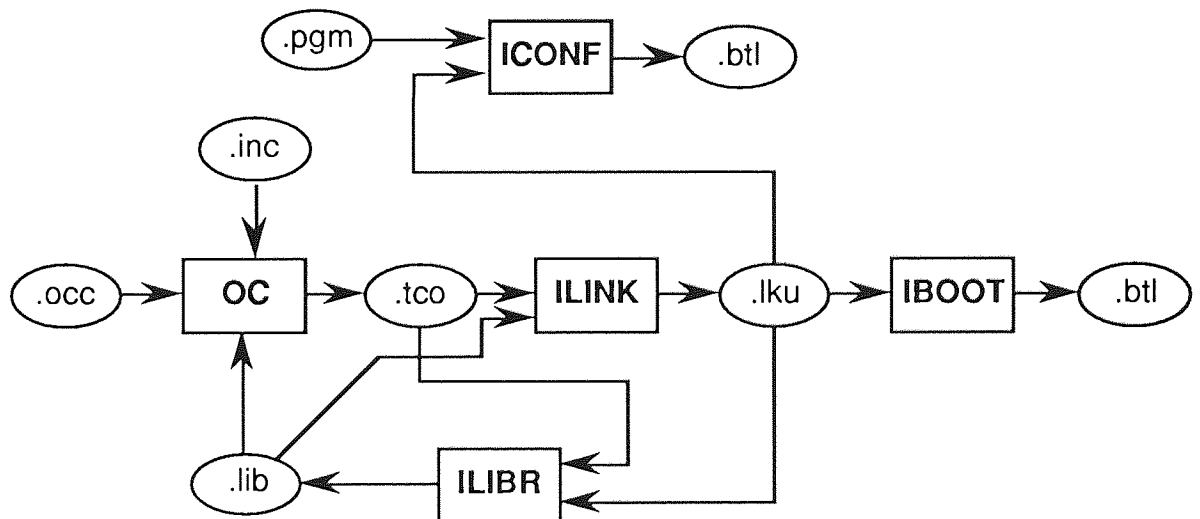 .pgm
ICONF
.btl
.inc
.occ
OC
.tco
ILINK
.lku
IBOOT
.btl
.lib
ILIBR